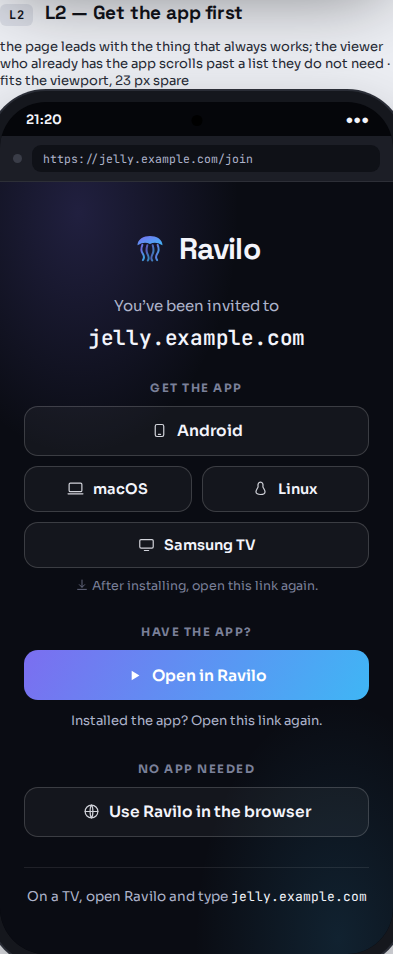 L2 L2 — Get the app first
the page leads with the thing that always works; the viewer
who already has the app scrolls past a list they do not need ·
fits the viewport, 23 px spare
21:20
https://jelly.example.com/join
Ravilo
You’ve been invited to
jelly.example.com
GET THE APP
Android
macOS Linux
Samsung TV
After installing, open this link again.
HAVE THE APP?
Open in Ravilo
Installed the app? Open this link again.
NO APP NEEDED
Use Ravilo in the browser
On a TV, open Ravilo and type jelly.example.com